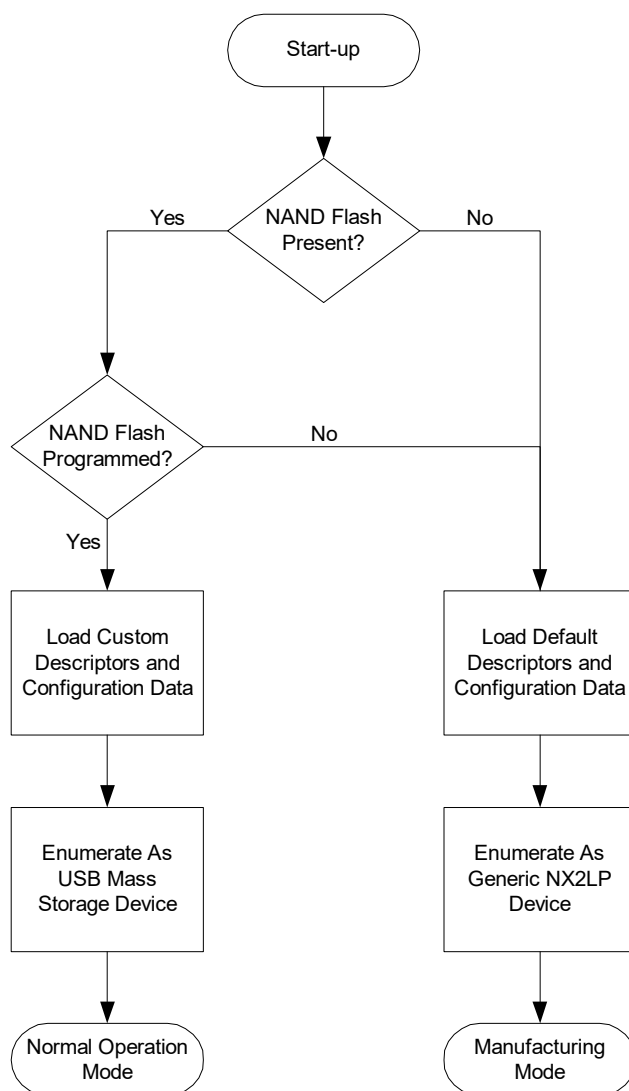 Start-up
NAND Flash
Present?
Yes
No
NAND Flash
Programmed?
No
Yes
Load Custom
Descriptors and
Configuration Data
Load Default
Descriptors and
Configuration Data
Enumerate As
USB Mass
Storage Device
Enumerate As
Generic NX2LP
Device
Normal Operation
Mode
Manufacturing
Mode